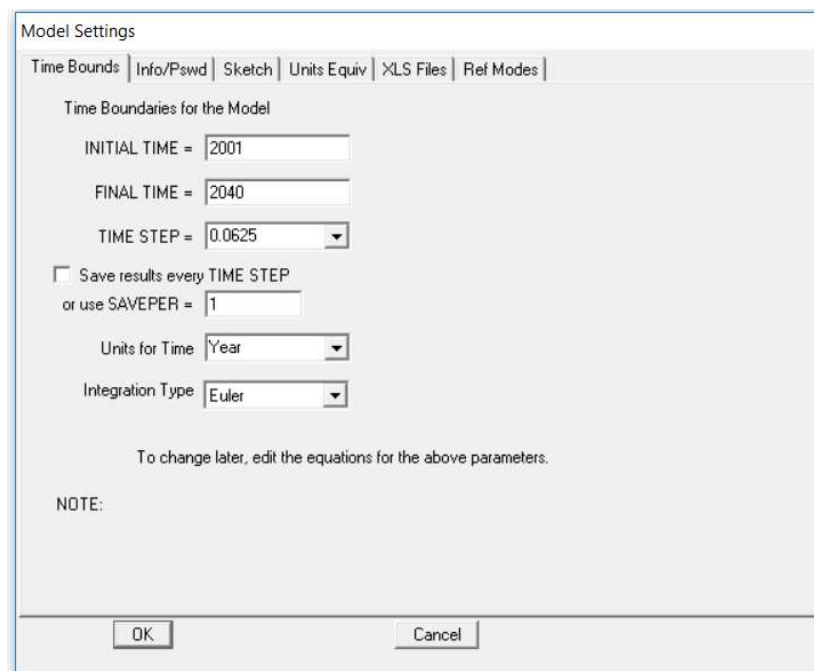 Model Settings
Time Bounds Info/Pswd Sketch Units Equiv XLS Files Ref Modes
Time Boundaries for the Model
INITIAL TIME = 2001
FINAL TIME = 2040
TIME STEP = 0.0625
Save results every TIME STEP
or use SAVEPER = 1
Units for Time Year
Integration Type Euler
To change later, edit the equations for the above parameters.
NOTE:
OK Cancel